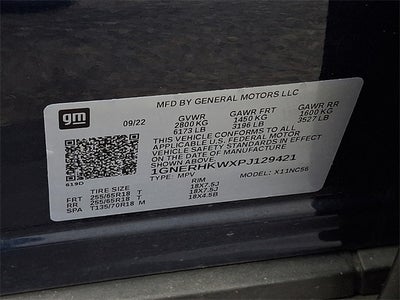 gm
MFD BY GENERAL MOTORS LLC
09/22
GVWR GAWR FRT GAWR RR
2800 KG 1450 KG 1600 KG
6173 LB 3196 LB 3527 LB
THIS VEHICLE CONFORMS TO ALL
APPLICABLE U.S. FEDERAL MOTOR
VEHICLE SAFETY STANDARDS IN
EFFECT ON THE DATE OF MANUFACTURE
SHOWN ABOVE.
1GNERHKWXPJ129421
TYPE: MPV MODEL: X11NC56
619D
TIRE SIZE RIM
FRT 255/65R18 T 18X7.5J
RR 255/65R18 T 18X7.5J
SPA T135/70R18 M 18X4.5B